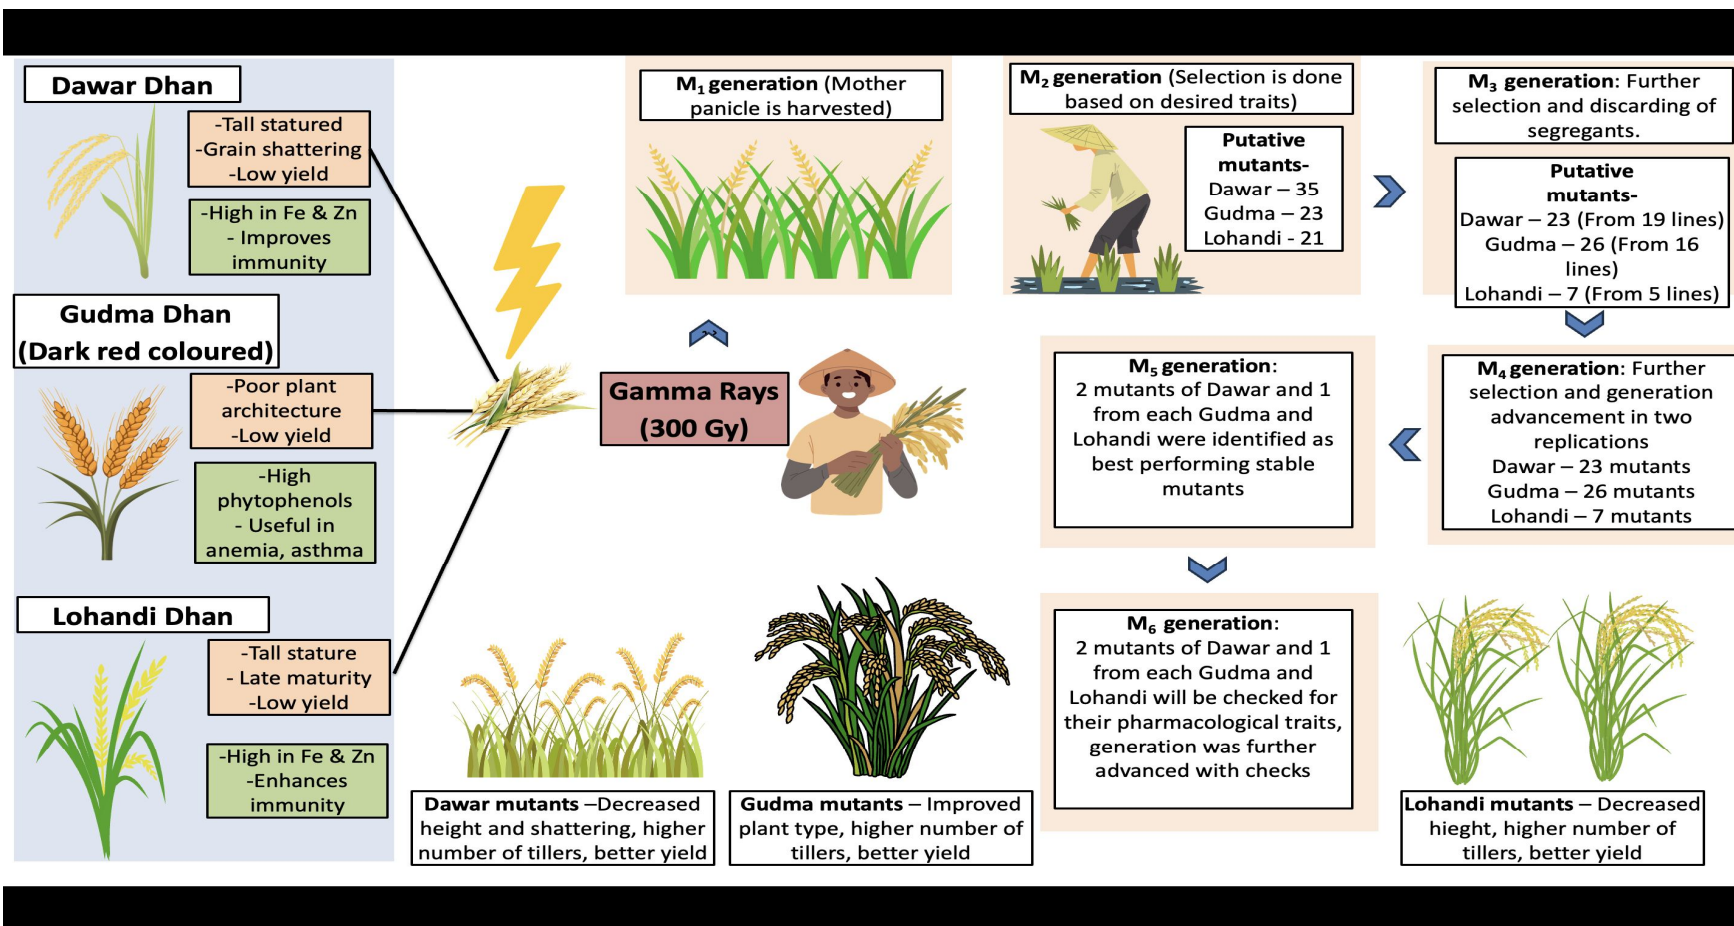 Dawar Dhan
-Tall statured
-Grain shattering
-Low yield
-High in Fe & Zn
- Improves
immunity
Gudma Dhan
(Dark red coloured)
-Poor plant
architecture
-Low yield
-High
phytophenols
- Useful in
anemia, asthma
Lohandi Dhan
-Tall stature
- Late maturity
-Low yield
-High in Fe & Zn
-Enhances
immunity
Gamma Rays
(300 Gy)
M₁ generation (Mother
panicle is harvested)
M₂ generation (Selection is done
based on desired traits)
Putative
mutants-
Dawar – 35
Gudma – 23
Lohandi - 21
M₃ generation: Further
selection and discarding of
segregants.
Putative
mutants-
Dawar – 23 (From 19 lines)
Gudma – 26 (From 16
lines)
Lohandi – 7 (From 5 lines)
M₄ generation: Further
selection and generation
advancement in two
replications
Dawar – 23 mutants
Gudma – 26 mutants
Lohandi – 7 mutants
M₅ generation:
2 mutants of Dawar and 1
from each Gudma and
Lohandi were identified as
best performing stable
mutants
M₆ generation:
2 mutants of Dawar and 1
from each Gudma and
Lohandi will be checked for
their pharmacological traits,
generation was further
advanced with checks
Dawar mutants –Decreased
height and shattering, higher
number of tillers, better yield
Gudma mutants – Improved
plant type, higher number of
tillers, better yield
Lohandi mutants – Decreased
hieght, higher number of
tillers, better yield